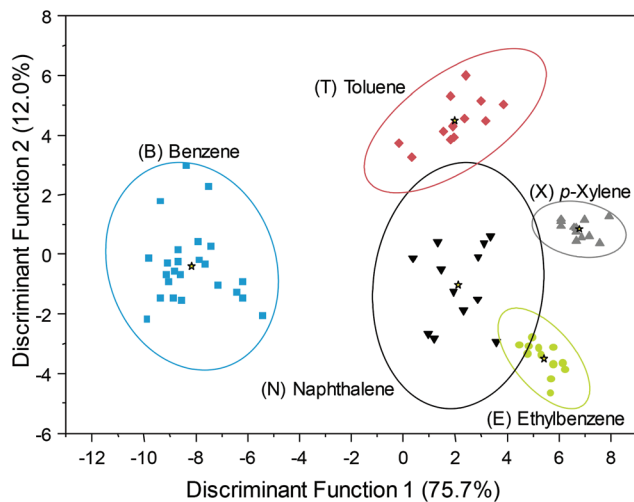 8
6
4
2
0
-2
-4
-6
Discriminant Function 2 (12.0%)
(T) Toluene
(B) Benzene
(X) p-Xylene
(N) Naphthalene
(E) Ethylbenzene
-12 -10 -8 -6 -4 -2 0 2 4 6 8
Discriminant Function 1 (75.7%)